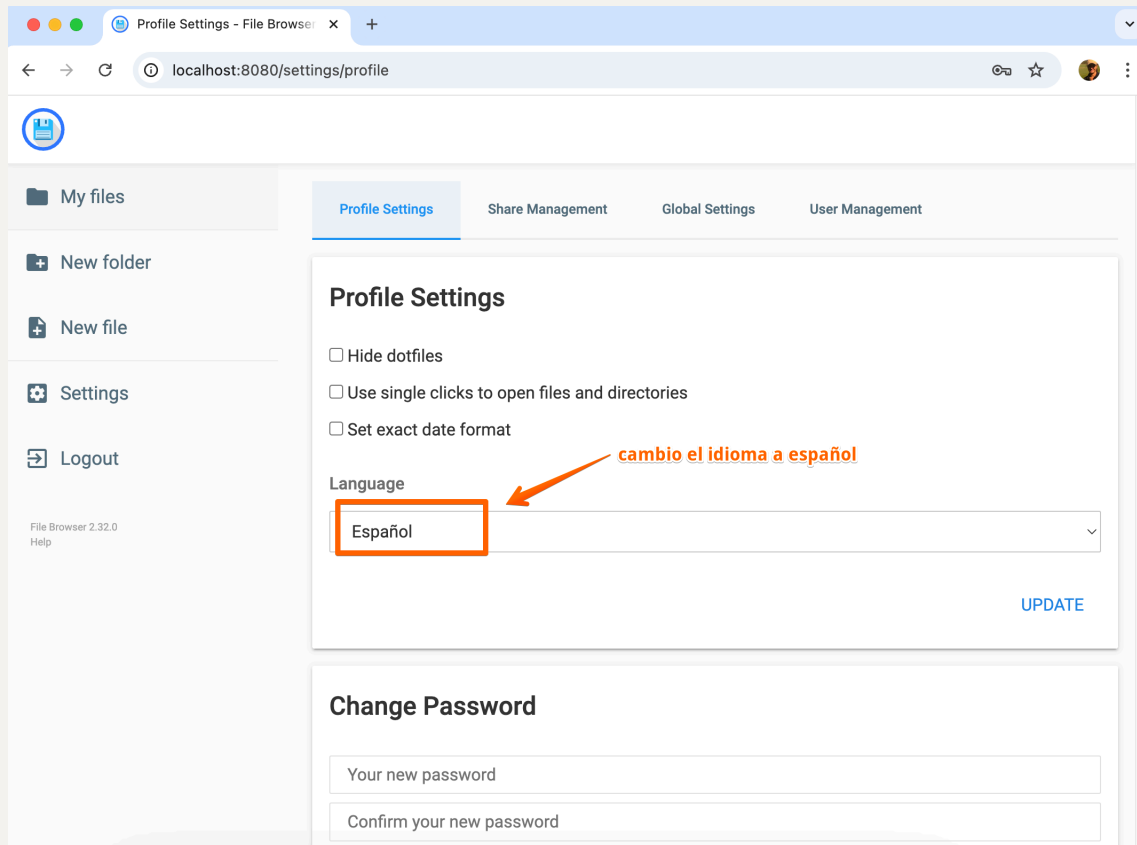 Profile Settings - File Browser
localhost:8080/settings/profile
My files
New folder
New file
Settings
Logout
File Browser 2.32.0
Help
Profile Settings
Share Management
Global Settings
User Management
Profile Settings
Hide dotfiles
Use single clicks to open files and directories
Set exact date format
cambio el idioma a español
Language
Español
UPDATE
Change Password
Your new password
Confirm your new password